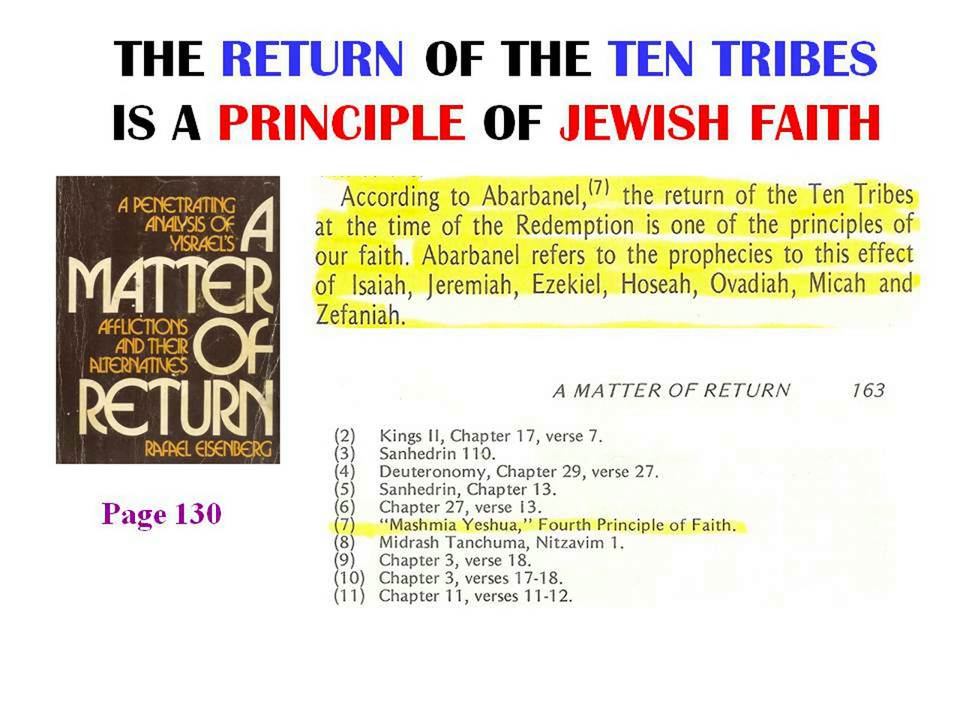 THE RETURN OF THE TEN TRIBES
IS A PRINCIPLE OF JEWISH FAITH
A PENETRATING
ANALYSIS OF
YISRAEL'S
A
MATTER
AFFLICTIONS
AND THEIR
ALTERNATIVES
OF
RETURN
RAFAEL EISENBERG
Page 130
According to Abarbanel,(7) the return of the Ten Tribes
at the time of the Redemption is one of the principles of
our faith. Abarbanel refers to the prophecies to this effect
of Isaiah, Jeremiah, Ezekiel, Hoseah, Ovadiah, Micah and
Zefaniah.
A MATTER OF RETURN 163
(2) Kings II, Chapter 17, verse 7.
(3) Sanhedrin 110.
(4) Deuteronomy, Chapter 29, verse 27.
(5) Sanhedrin, Chapter 13.
(6) Chapter 27, verse 13.
(7) "Mashmia Yeshua," Fourth Principle of Faith.
(8) Midrash Tanchuma, Nitzavim 1.
(9) Chapter 3, verse 18.
(10) Chapter 3, verses 17-18.
(11) Chapter 11, verses 11-12.